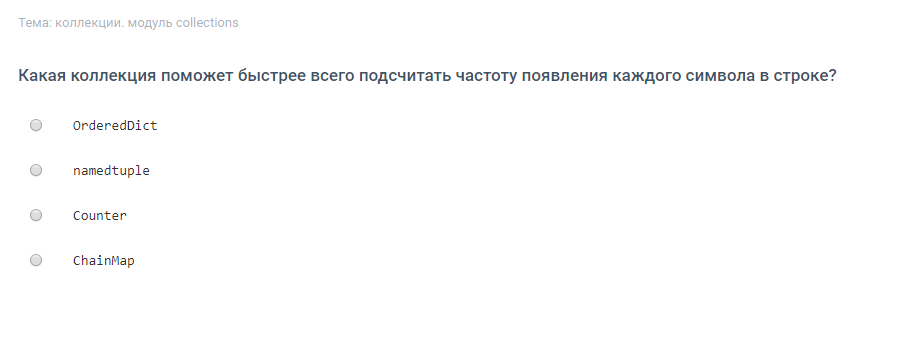 Тема: коллекции. модуль collections
Какая коллекция поможет быстрее всего подсчитать частоту появления каждого символа в строке?
OrderedDict
namedtuple
Counter
ChainMap